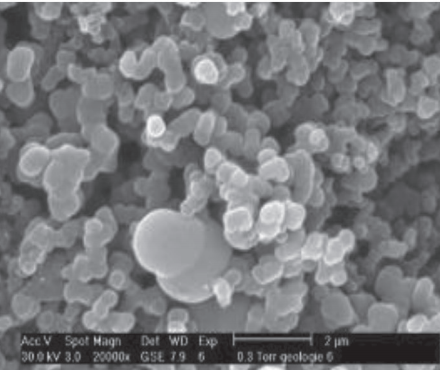 Acc.V Spot Magn Det WD Exp 2 µm
30.0 kV 3.0 20000x GSE 7.9 6 0.3 Torr geologie 6